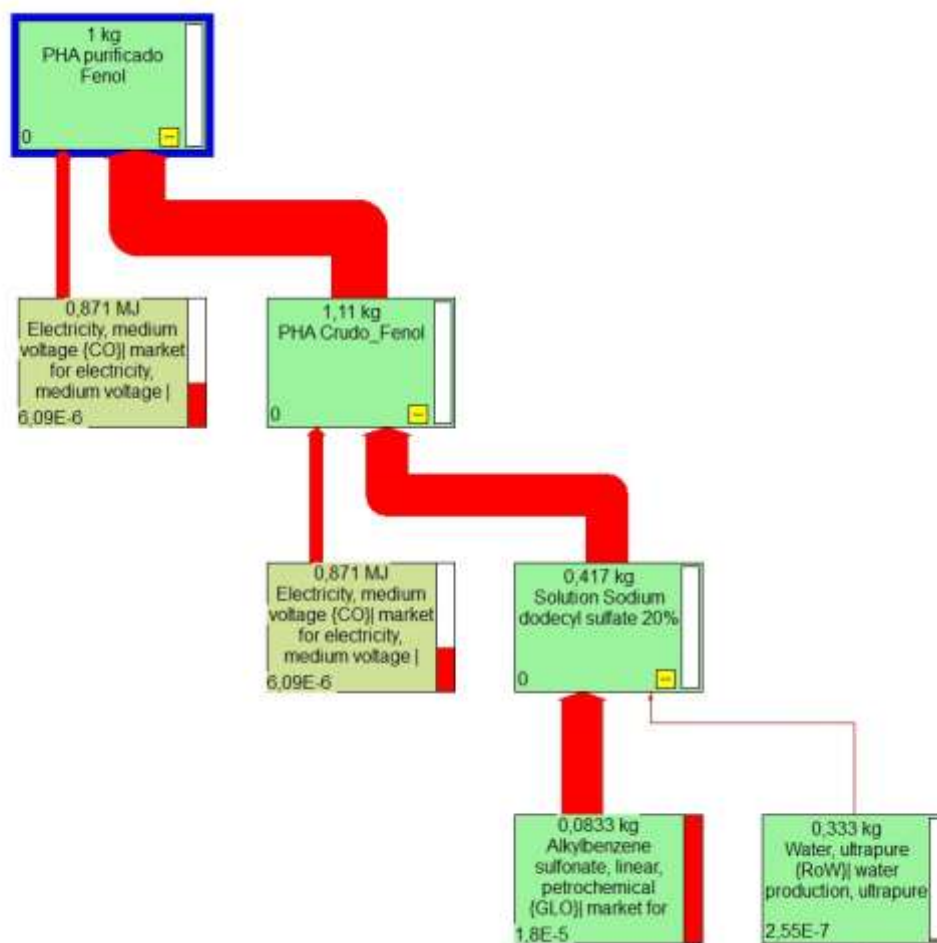 1 kg
PHA purificado
Fenol
0
0,871 MJ
Electricity, medium
voltage {CO}| market
for electricity,
medium voltage |
6,09E-6
1,11 kg
PHA Crudo_Fenol
0
0,871 MJ
Electricity, medium
voltage {CO}| market
for electricity,
medium voltage |
6,09E-6
0,417 kg
Solution Sodium
dodecyl sulfate 20%
0
0,0833 kg
Alkylbenzene
sulfonate, linear,
petrochemical
{GLO}| market for
1,8E-5
0,333 kg
Water, ultrapure
{RoW}| water
production, ultrapure
2,55E-7